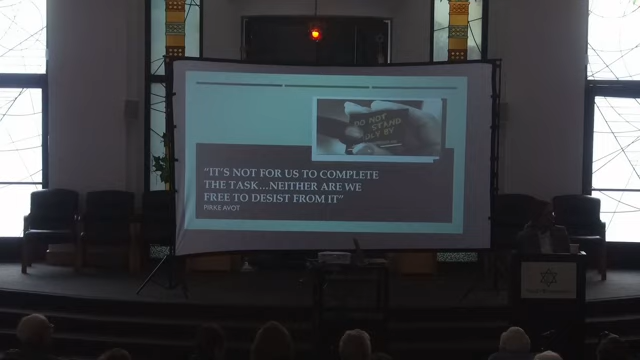 DO NOT
STAND
IDLY BY
"IT'S NOT FOR US TO COMPLETE
THE TASK...NEITHER ARE WE
FREE TO DESIST FROM IT"
PIRKE AVOT